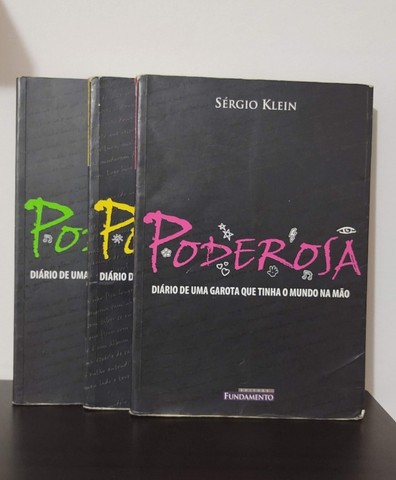 SÉRGIO KLEIN
PODEROSA
DIÁRIO DE UMA GAROTA QUE TINHA O MUNDO NA MÃO
EDITORA
FUNDAMENTO
PO
DIÁRIO D
PO
DIÁRIO DE UMA